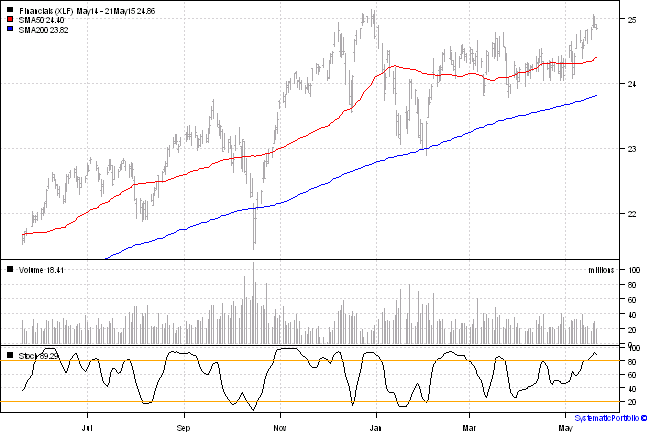 Financials (XLF) May14 - 21May15 24.86
SMA50 24.40
SMA200 23.82
25
24
23
22
Volume 18.41
millions
100
80
60
40
20
0
Stock 89.29
100
80
60
40
20
Jul
Sep
Nov
Jan
Mar
May
SystematicPortfolio ©